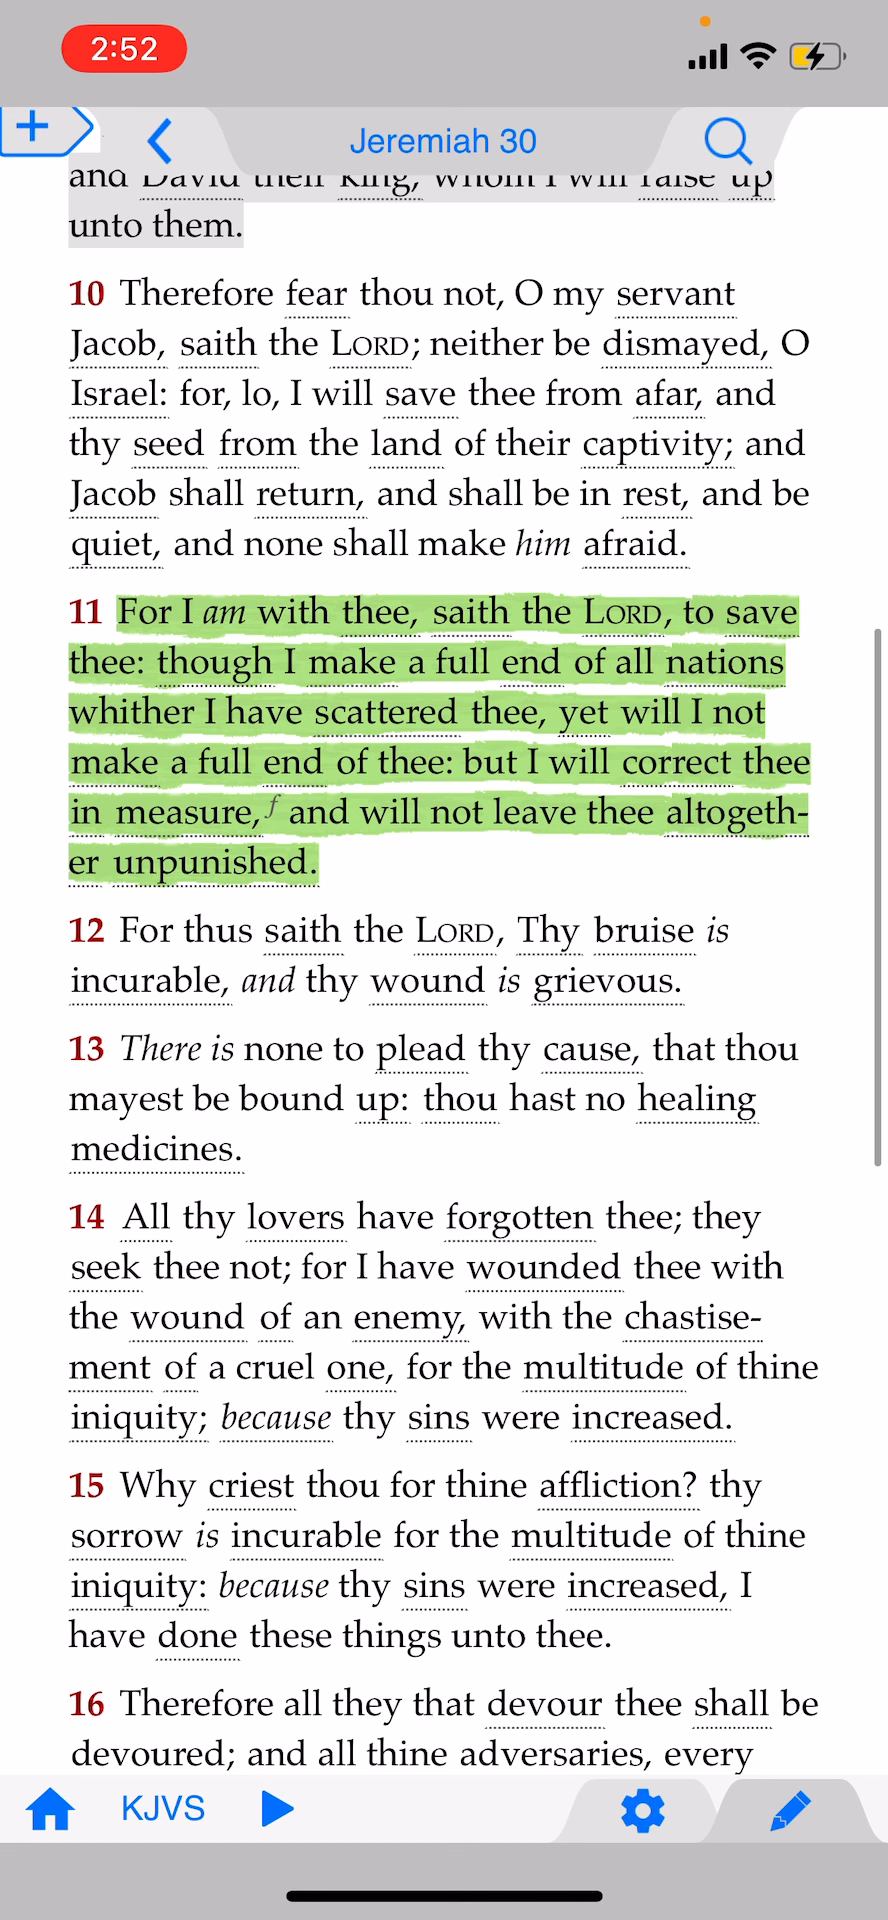 2:52
Jeremiah 30
and David their king, whom I will raise up
unto them.
10 Therefore fear thou not, O my servant
Jacob, saith the LORD; neither be dismayed, O
Israel: for, lo, I will save thee from afar, and
thy seed from the land of their captivity; and
Jacob shall return, and shall be in rest, and be
quiet, and none shall make him afraid.
11 For I am with thee, saith the LORD, to save
thee: though I make a full end of all nations
whither I have scattered thee, yet will I not
make a full end of thee: but I will correct thee
in measure,f and will not leave thee altogeth-
er unpunished.
12 For thus saith the LORD, Thy bruise is
incurable, and thy wound is grievous.
13 There is none to plead thy cause, that thou
mayest be bound up: thou hast no healing
medicines.
14 All thy lovers have forgotten thee; they
seek thee not; for I have wounded thee with
the wound of an enemy, with the chastise-
ment of a cruel one, for the multitude of thine
iniquity; because thy sins were increased.
15 Why criest thou for thine affliction? thy
sorrow is incurable for the multitude of thine
iniquity: because thy sins were increased, I
have done these things unto thee.
16 Therefore all they that devour thee shall be
devoured; and all thine adversaries, every
KJVS